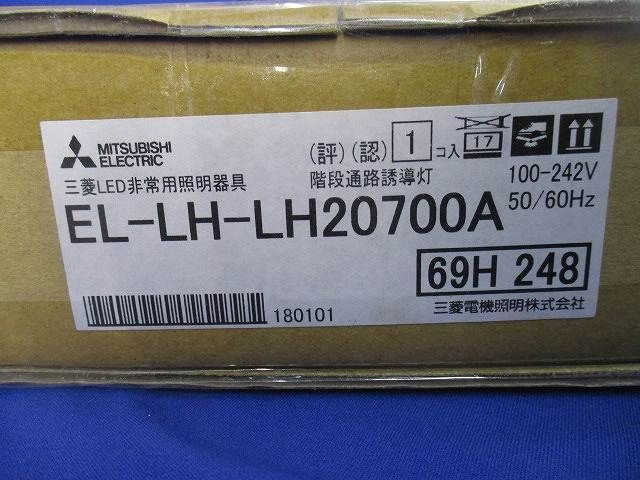 MITSUBISHI
ELECTRIC
(評)(認) 1 コ入
17
三菱LED非常用照明器具
階段通路誘導灯
100-242V
50/60Hz
EL-LH-LH20700A
69H 248
180101
三菱電機照明株式会社